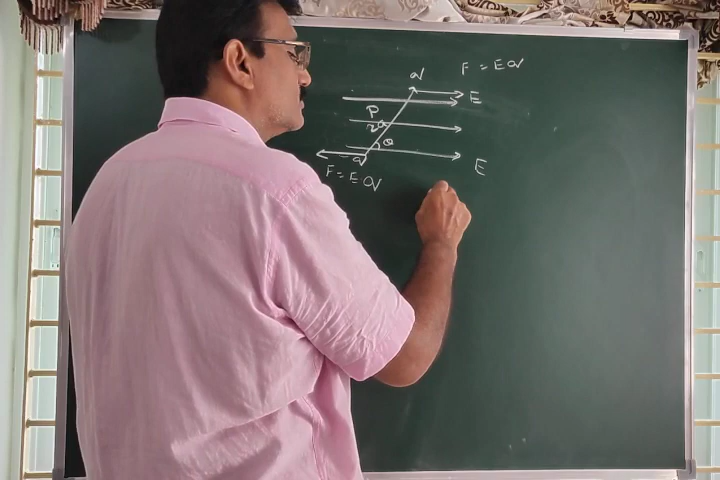 q F = Eq
E
P
2a
θ
-q E
F = Eq